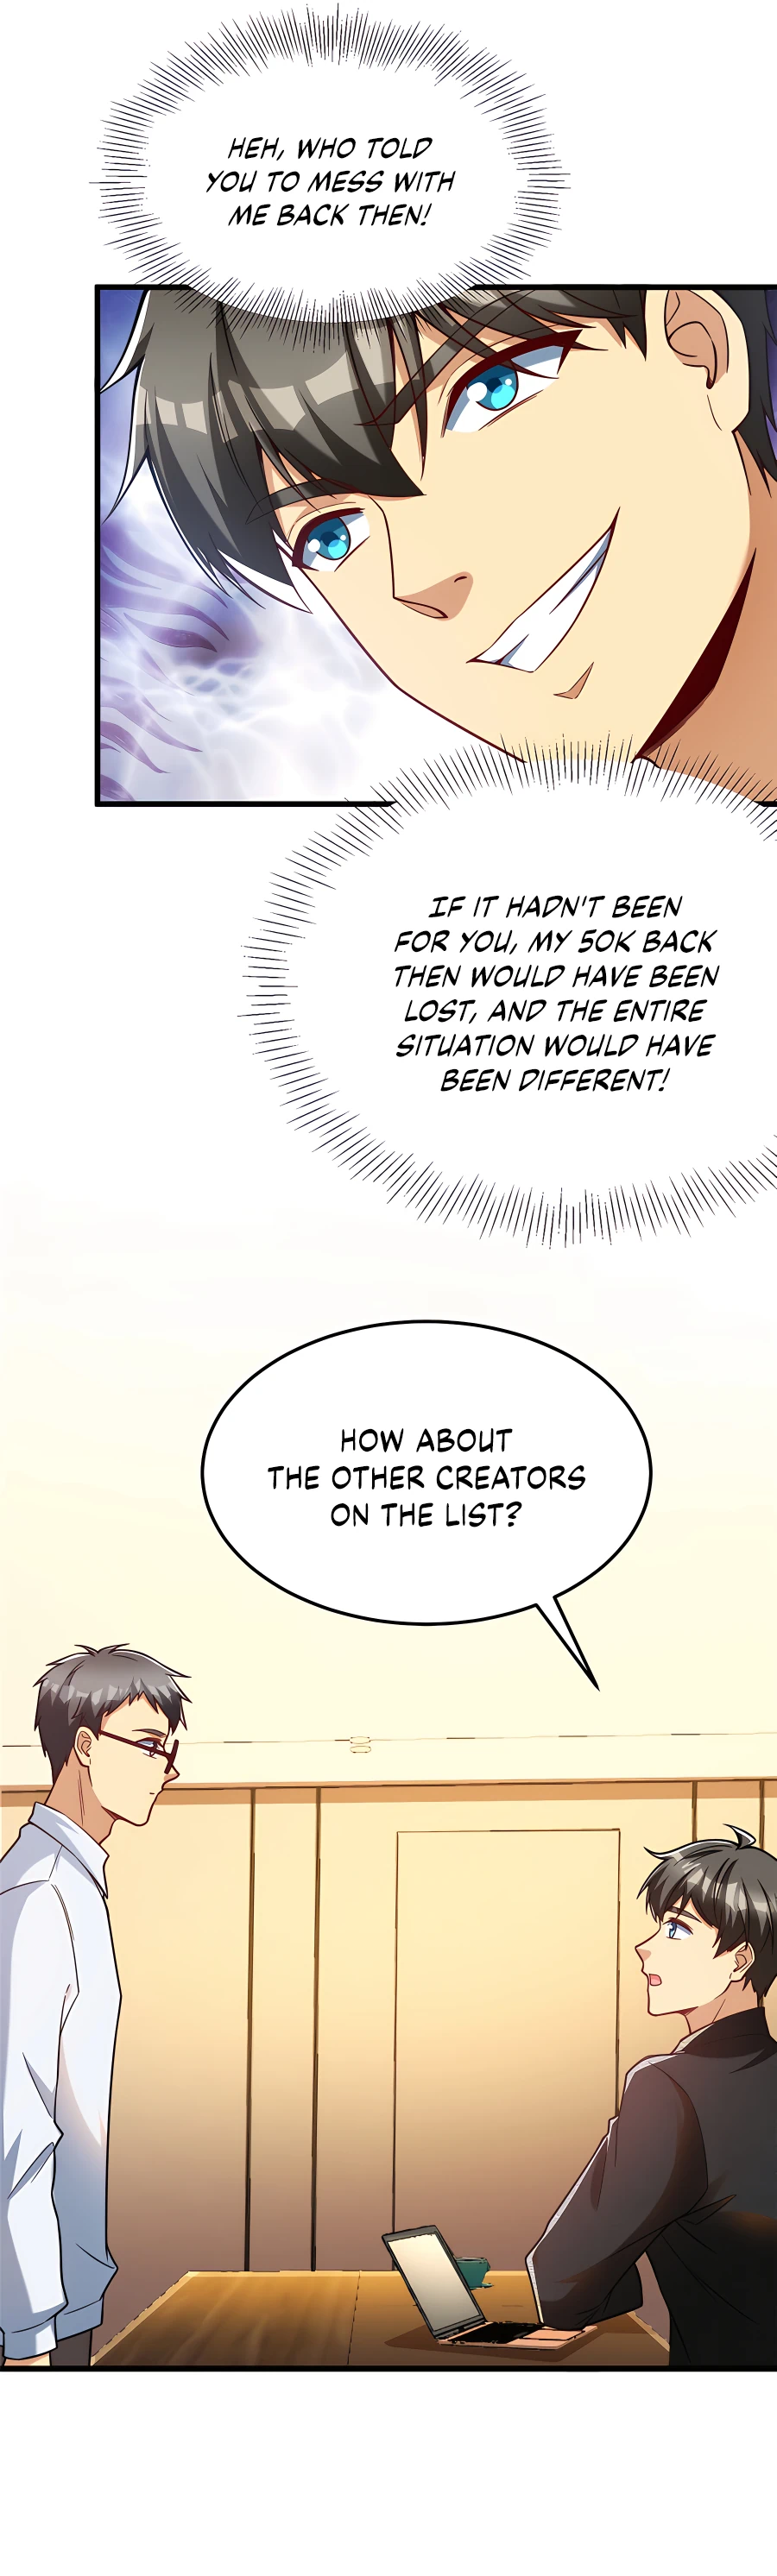 HEH, WHO TOLD
YOU TO MESS WITH
ME BACK THEN!
IF IT HADN'T BEEN
FOR YOU, MY 50K BACK
THEN WOULD HAVE BEEN
LOST, AND THE ENTIRE
SITUATION WOULD HAVE
BEEN DIFFERENT!
HOW ABOUT
THE OTHER CREATORS
ON THE LIST?